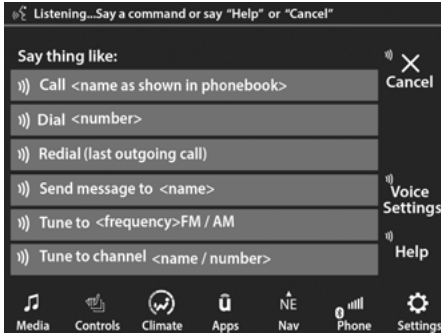 Listening...Say a command or say “Help” or “Cancel”
Say thing like:
Call <name as shown in phonebook>
Dial <number>
Redial (last outgoing call)
Send message to <name>
Tune to <frequency>FM / AM
Tune to channel <name / number>
Cancel
Voice
Settings
Help
NE
Media Controls Climate Apps Nav Phone Settings